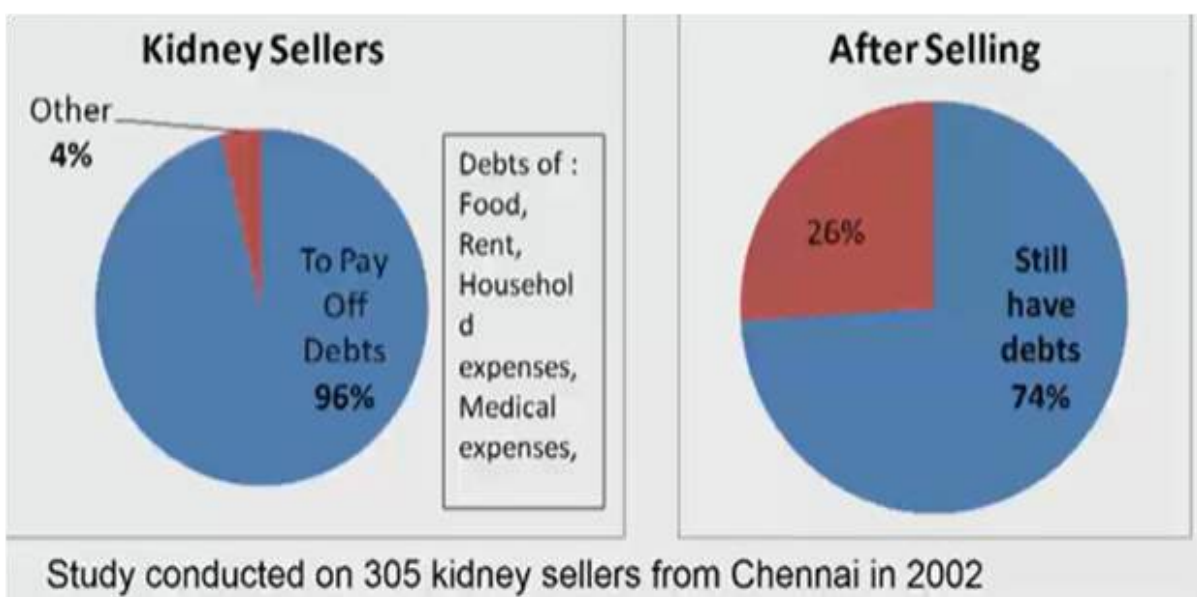 Kidney Sellers
Other
4%
To Pay
Off
Debts
96%
Debts of :
Food,
Rent,
Househol
d
expenses,
Medical
expenses,
After Selling
26%
Still
have
debts
74%
Study conducted on 305 kidney sellers from Chennai in 2002